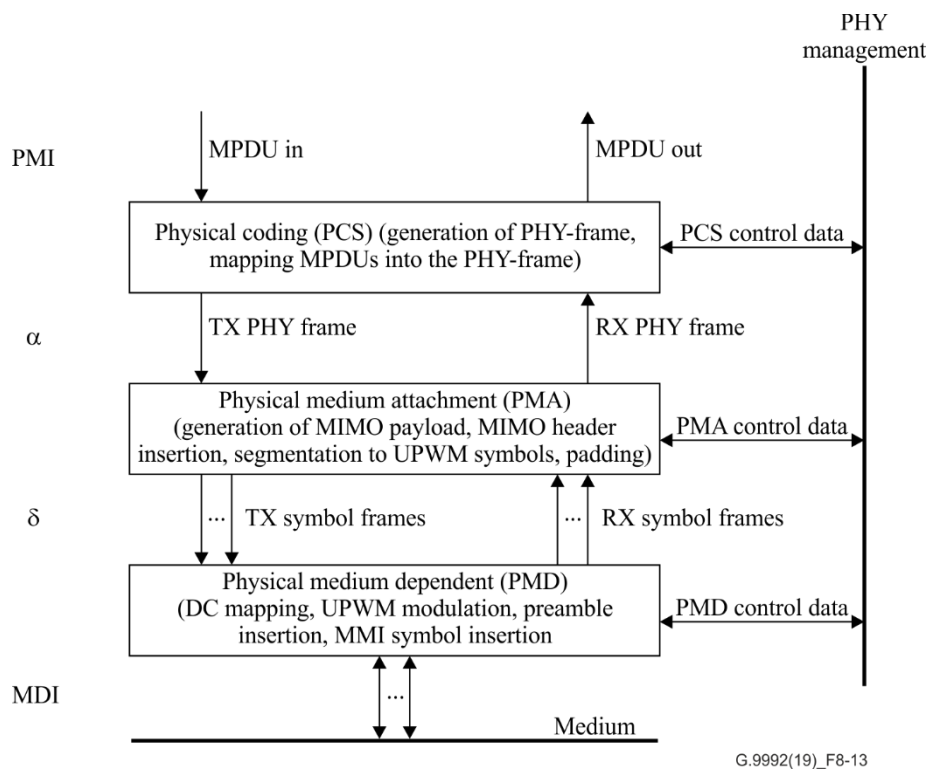 PHY
management
PMI
MPDU in
MPDU out
Physical coding (PCS) (generation of PHY-frame,
mapping MPDUs into the PHY-frame)
PCS control data
α
TX PHY frame
RX PHY frame
Physical medium attachment (PMA)
(generation of MIMO payload, MIMO header
insertion, segmentation to UPWM symbols, padding)
PMA control data
δ
...
TX symbol frames
...
RX symbol frames
Physical medium dependent (PMD)
(DC mapping, UPWM modulation, preamble
insertion, MMI symbol insertion
PMD control data
MDI
...
Medium
G.9992(19)_F8-13